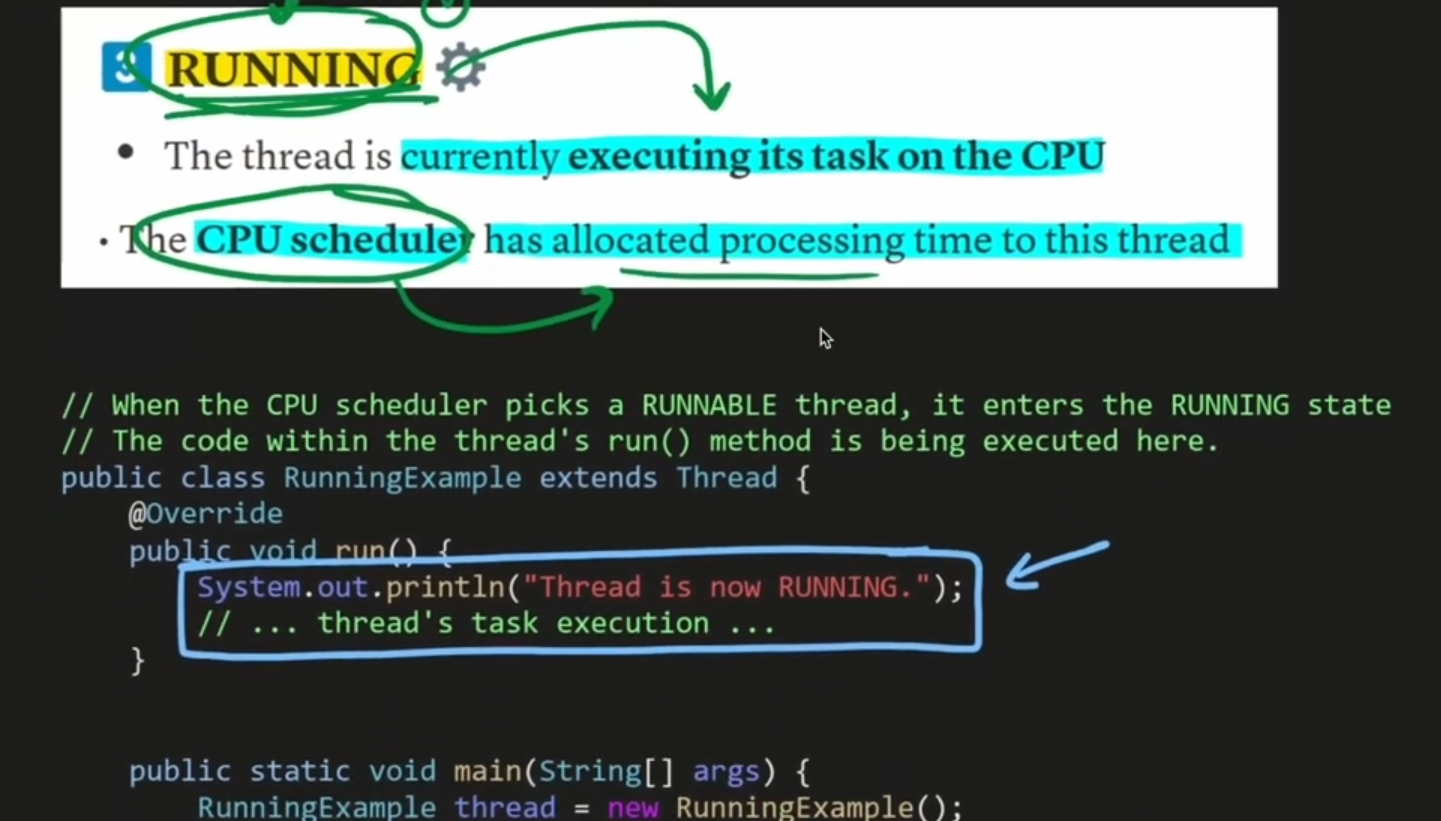 3 RUNNING
• The thread is currently executing its task on the CPU
• The CPU scheduler has allocated processing time to this thread
// When the CPU scheduler picks a RUNNABLE thread, it enters the RUNNING state
// The code within the thread's run() method is being executed here.
public class RunningExample extends Thread {
@Override
public void run() {
System.out.println("Thread is now RUNNING.");
// ... thread's task execution ...
}
public static void main(String[] args) {
RunningExample thread = new RunningExample();